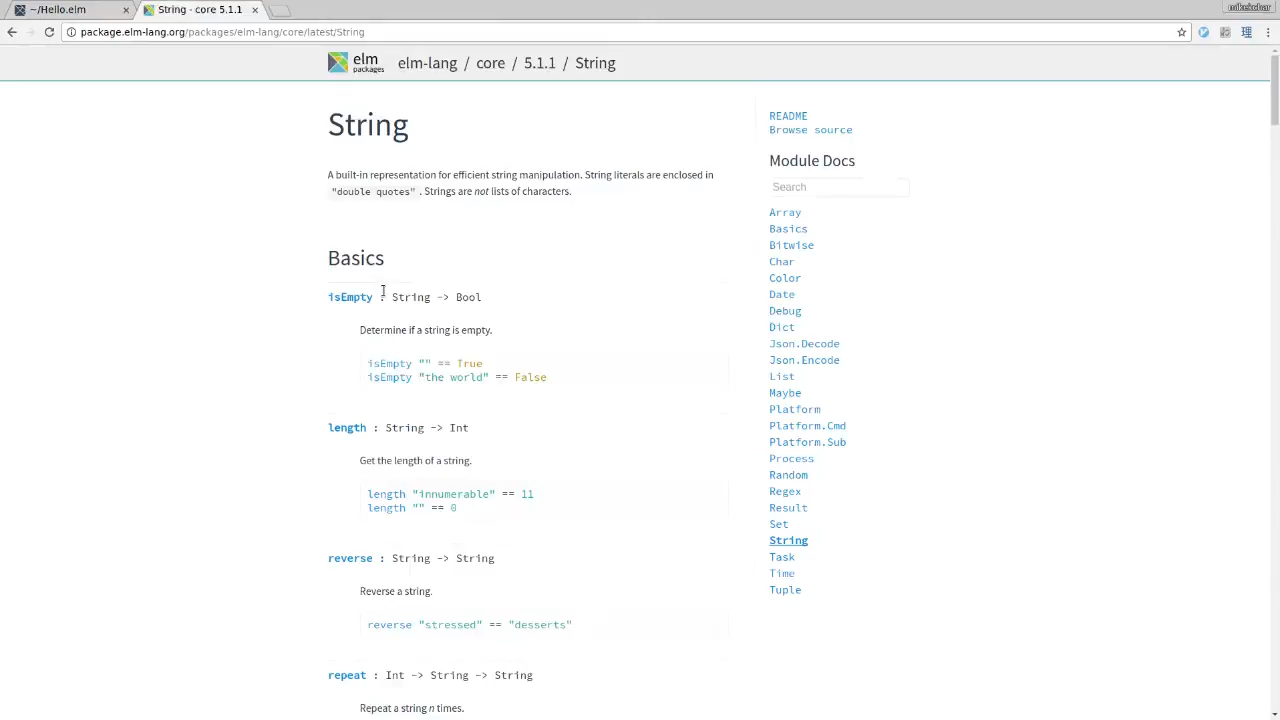 ~/Hello.elm
String - core 5.1.1
package.elm-lang.org/packages/elm-lang/core/latest/String
elm
packages
elm-lang / core / 5.1.1 / String
String
A built-in representation for efficient string manipulation. String literals are enclosed in
"double quotes". Strings are not lists of characters.
Basics
isEmpty : String -> Bool
Determine if a string is empty.
isEmpty "" == True
isEmpty "the world" == False
length : String -> Int
Get the length of a string.
length "innumerable" == 11
length "" == 0
reverse : String -> String
Reverse a string.
reverse "stressed" == "desserts"
repeat : Int -> String -> String
Repeat a string n times.
README
Browse source
Module Docs
Search
Array
Basics
Bitwise
Char
Color
Date
Debug
Dict
Json.Decode
Json.Encode
List
Maybe
Platform
Platform.Cmd
Platform.Sub
Process
Random
Regex
Result
Set
String
Task
Time
Tuple